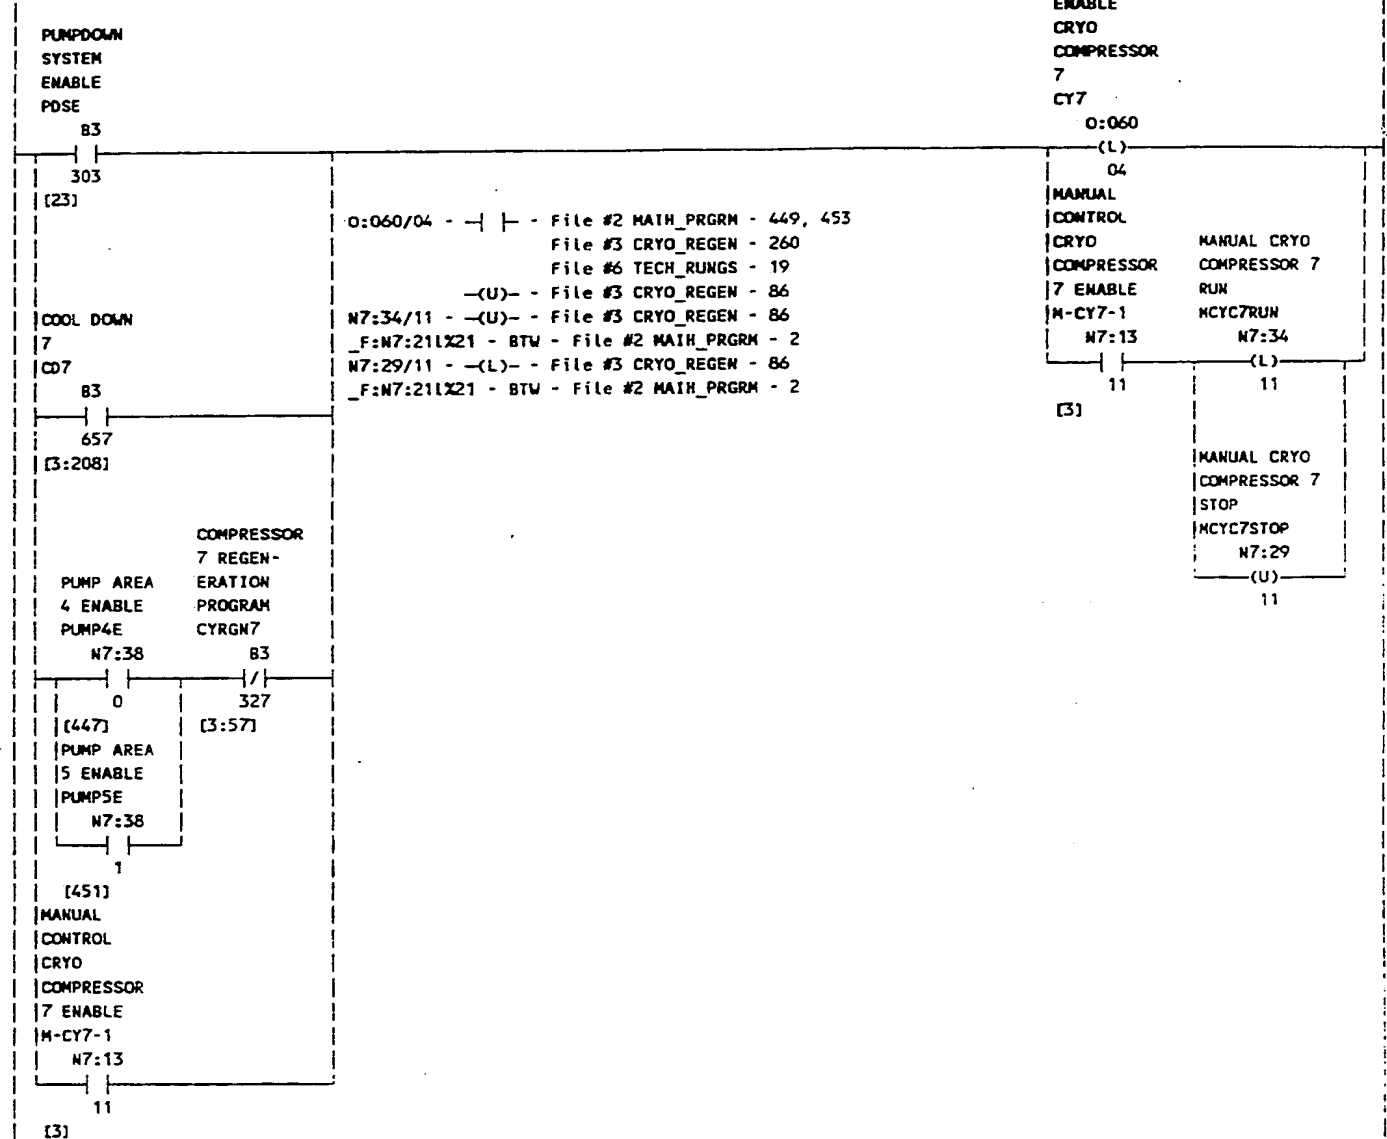 ENABLE
CRYO
COMPRESSOR
7
CY7
O:060
(L)
04
PUMPDOWN
SYSTEM
ENABLE
PDSE
B3
303
[23]
O:060/04 - ─┤ ├─ - File #2 MAIH_PRGRM - 449, 453
File #3 CRYO_REGEN - 260
File #6 TECH_RUNGS - 19
─(U)─ - File #3 CRYO_REGEN - 86
N7:34/11 - ─(U)─ - File #3 CRYO_REGEN - 86
_F:N7:21L%21 - BTW - File #2 MAIH_PRGRM - 2
N7:29/11 - ─(L)─ - File #3 CRYO_REGEN - 86
_F:N7:21L%21 - BTW - File #2 MAIH_PRGRM - 2
MANUAL
CONTROL
CRYO
COMPRESSOR
7 ENABLE
M-CY7-1
N7:13
11
[3]
MANUAL CRYO
COMPRESSOR 7
RUN
MCYC7RUN
N7:34
(L)
11
MANUAL CRYO
COMPRESSOR 7
STOP
MCYC7STOP
N7:29
(U)
11
COOL DOWN
7
CD7
B3
657
[3:208]
PUMP AREA
4 ENABLE
PUMP4E
N7:38
0
[447]
COMPRESSOR
7 REGEN-
ERATION
PROGRAM
CYRGN7
B3
327
[3:57]
PUMP AREA
5 ENABLE
PUMP5E
N7:38
1
[451]
MANUAL
CONTROL
CRYO
COMPRESSOR
7 ENABLE
M-CY7-1
N7:13
11
[3]